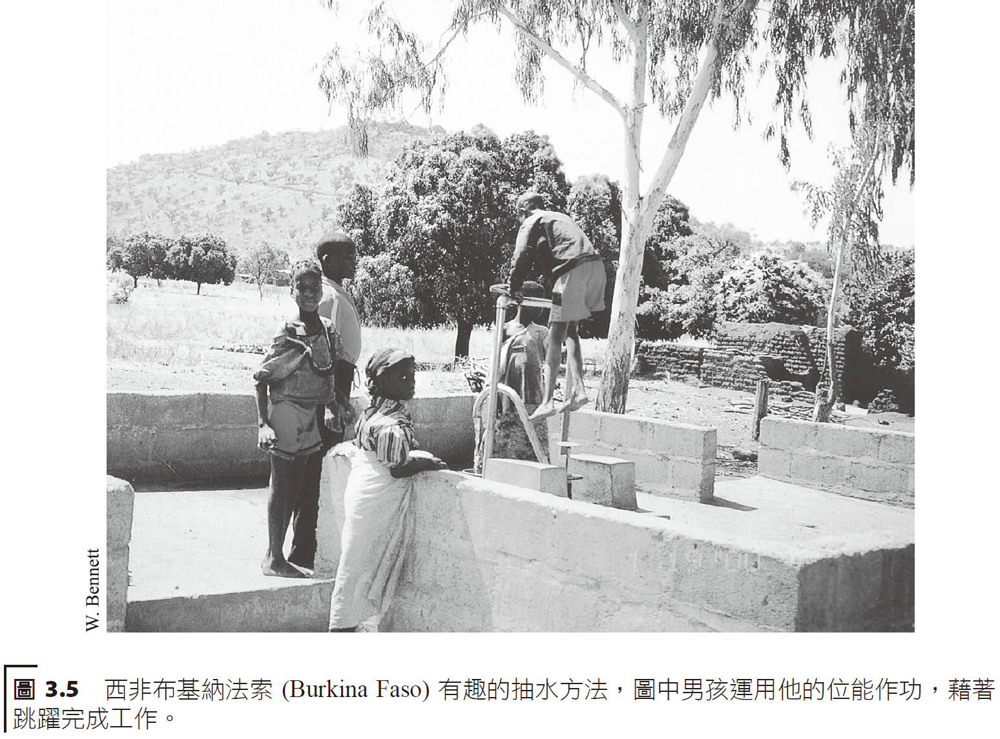 W. Bennett
圖 3.5 西非布基納法索 (Burkina Faso) 有趣的抽水方法，圖中男孩運用他的位能作功，藉著
跳躍完成工作。